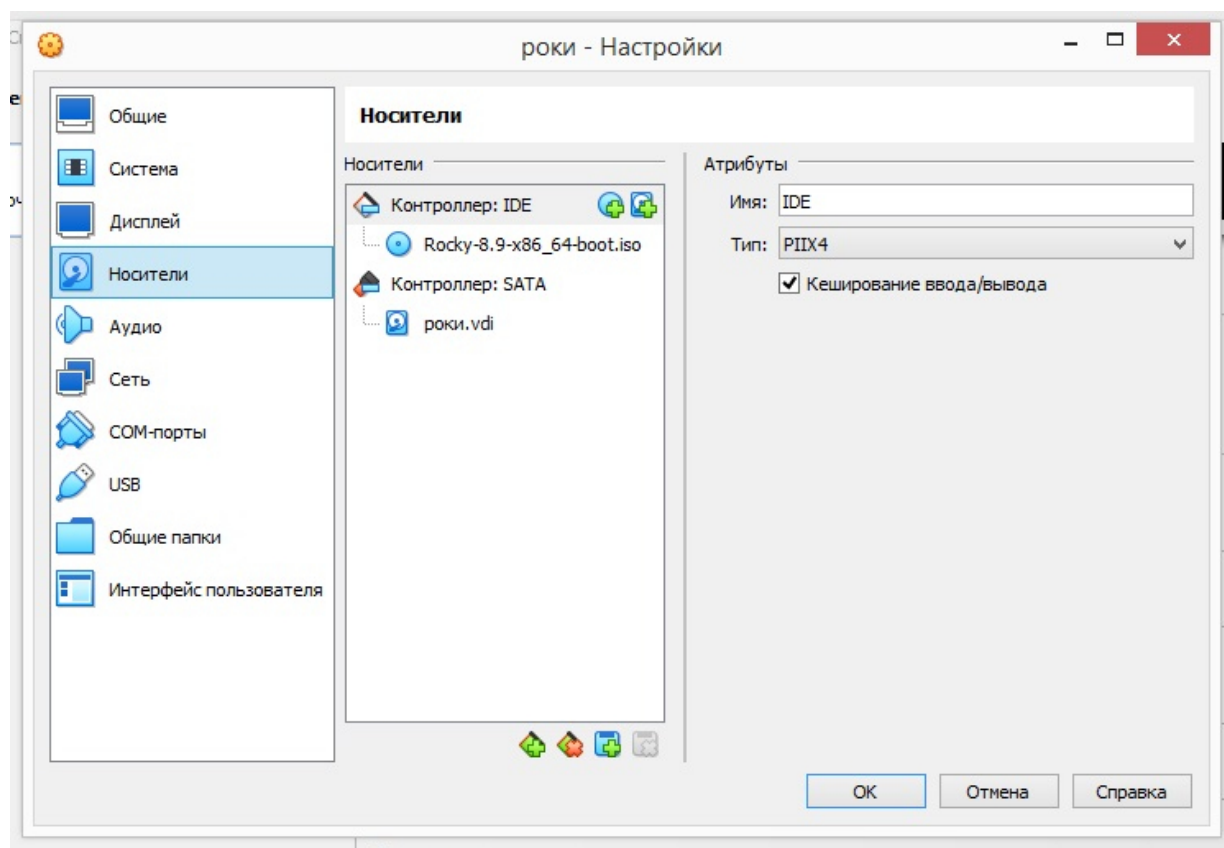 роки - Настройки
Общие
Система
Дисплей
Носители
Аудио
Сеть
COM-порты
USB
Общие папки
Интерфейс пользователя
Носители
Носители
Контроллер: IDE
Rocky-8.9-x86_64-boot.iso
Контроллер: SATA
роки.vdi
Атрибуты
Имя: IDE
Тип: PIIX4
Кеширование ввода/вывода
OK
Отмена
Справка